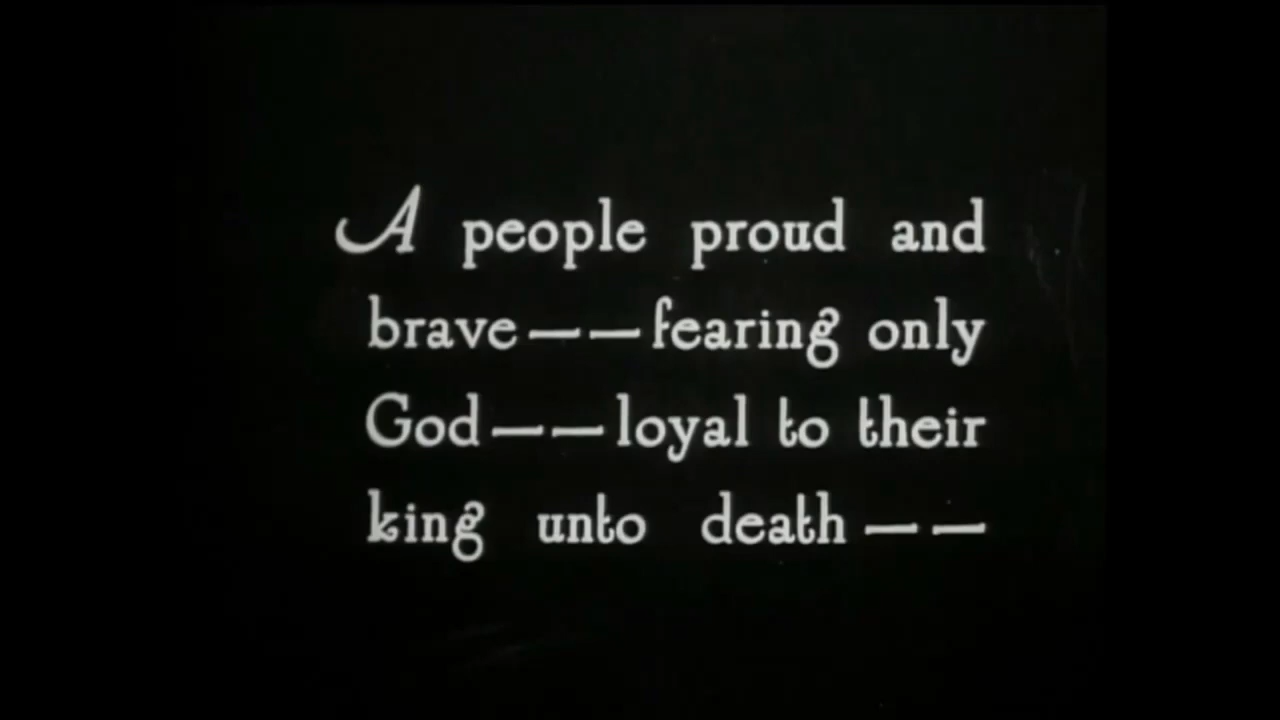 A people proud and
brave——fearing only
God——loyal to their
king unto death——